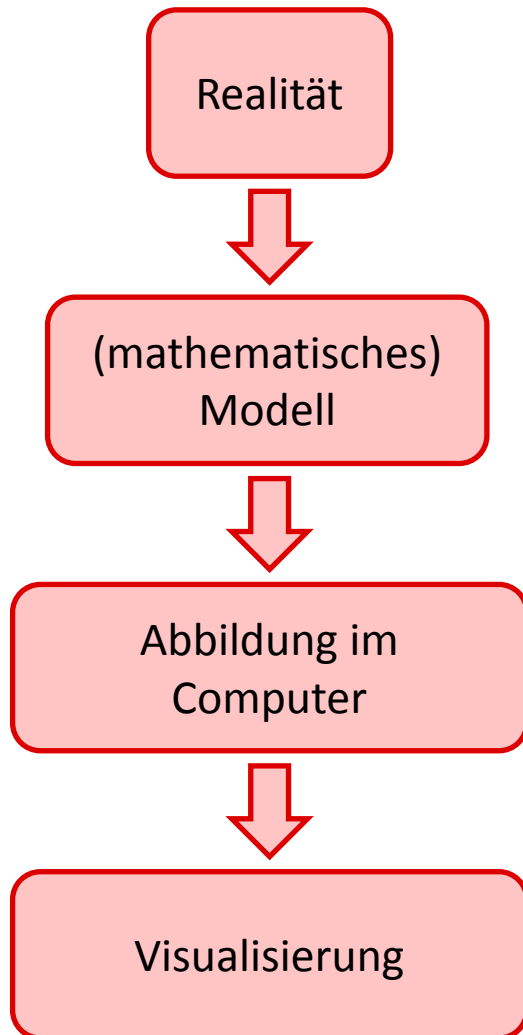 Realität
(mathematisches)
Modell
Abbildung im
Computer
Visualisierung